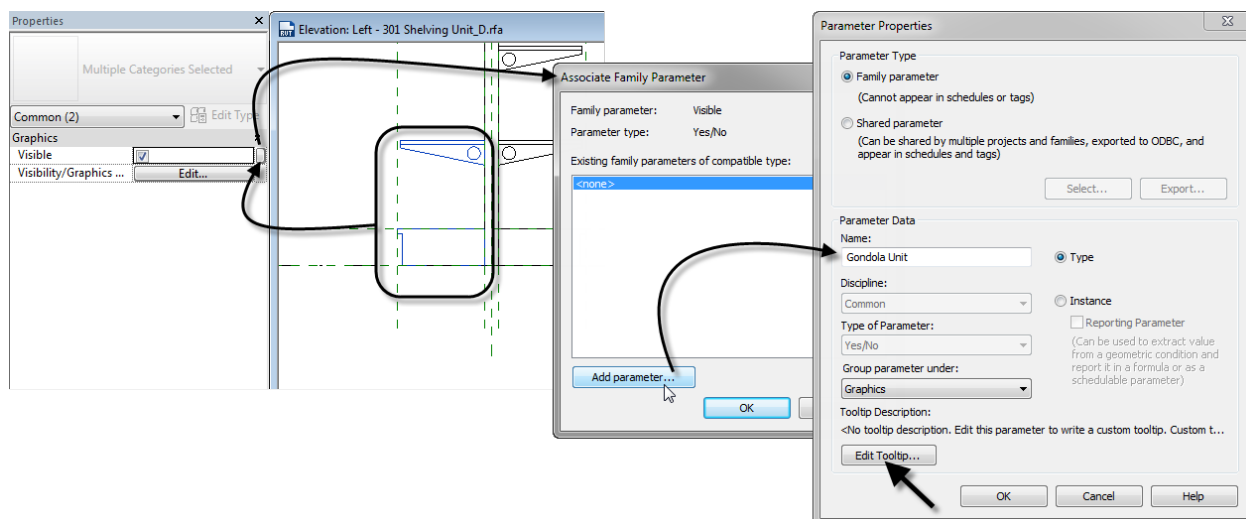 Properties
Multiple Categories Selected
Common (2)
Edit Type
Graphics
Visible
Visibility/Graphics ...
Edit...
Elevation: Left - 301 Shelving Unit_D.rfa
Associate Family Parameter
Family parameter: Visible
Parameter type: Yes/No
Existing family parameters of compatible type:
<none>
Add parameter...
OK
Parameter Properties
Parameter Type
Family parameter
(Cannot appear in schedules or tags)
Shared parameter
(Can be shared by multiple projects and families, exported to ODBC, and
appear in schedules and tags)
Select...
Export...
Parameter Data
Name:
Gondola Unit
Type
Discipline:
Common
Instance
Reporting Parameter
Type of Parameter:
Yes/No
(Can be used to extract value
from a geometric condition and
report it in a formula or as a
schedulable parameter)
Group parameter under:
Graphics
Tooltip Description:
<No tooltip description. Edit this parameter to write a custom tooltip. Custom t...
Edit Tooltip...
OK
Cancel
Help